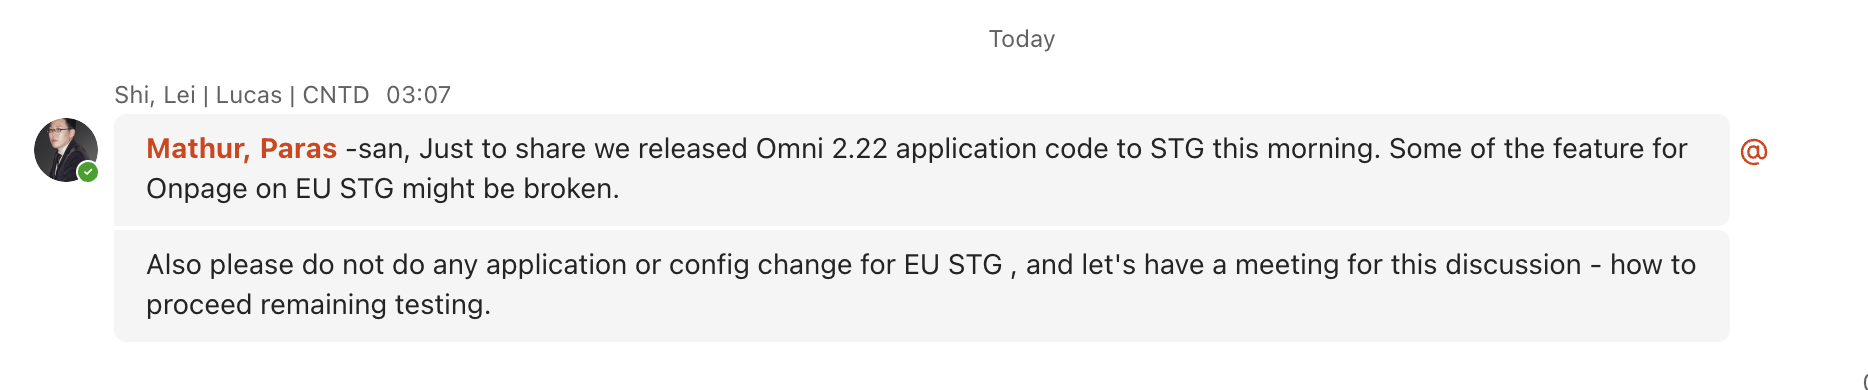 Today
Shi, Lei | Lucas | CNTD 03:07
Mathur, Paras -san, Just to share we released Omni 2.22 application code to STG this morning. Some of the feature for
@
Onpage on EU STG might be broken.
Also please do not do any application or config change for EU STG , and let's have a meeting for this discussion - how to
proceed remaining testing.